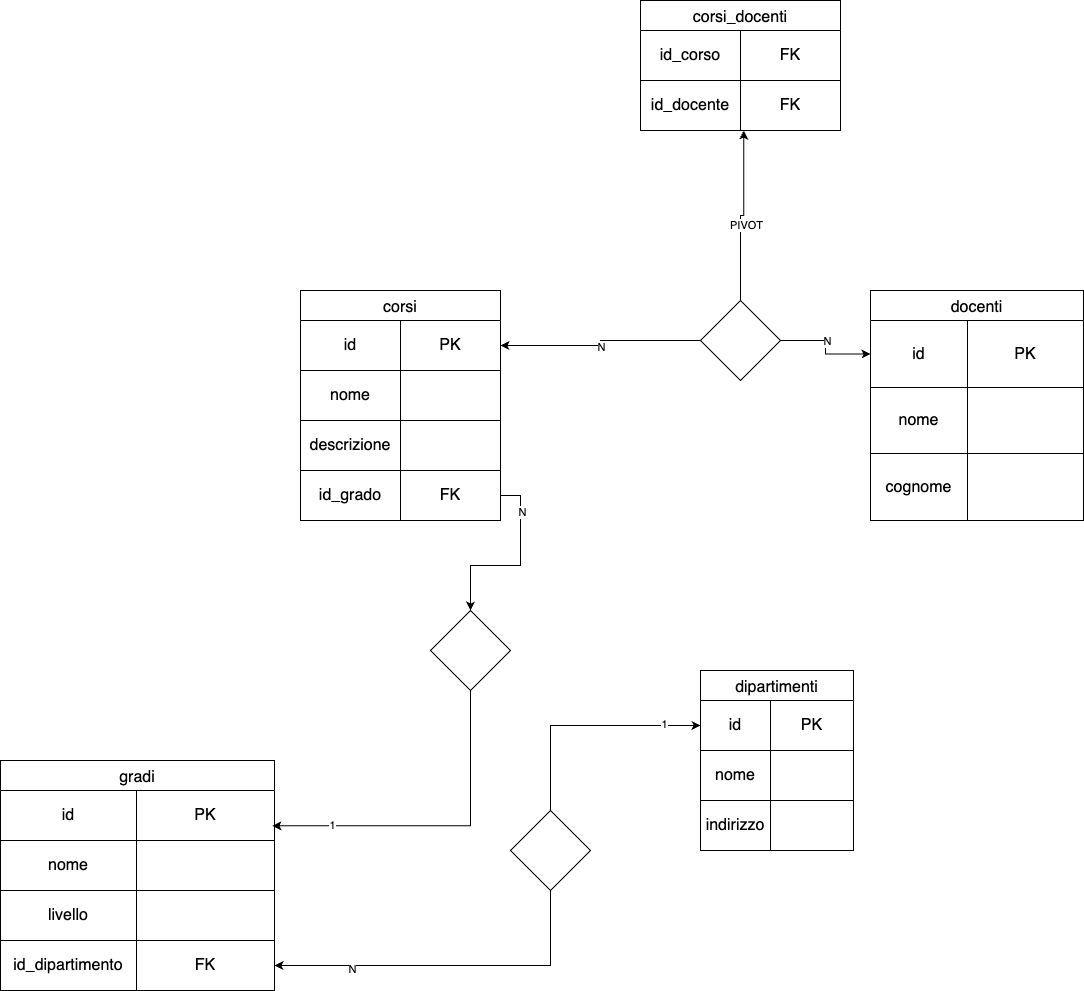 corsi_docenti
id_corso FK
id_docente FK
PIVOT
corsi
id PK
nome
descrizione
id_grado FK
N
N
docenti
id PK
nome
cognome
N
dipartimenti
id PK
nome
indirizzo
1
gradi
id PK
nome
livello
id_dipartimento FK
1
N